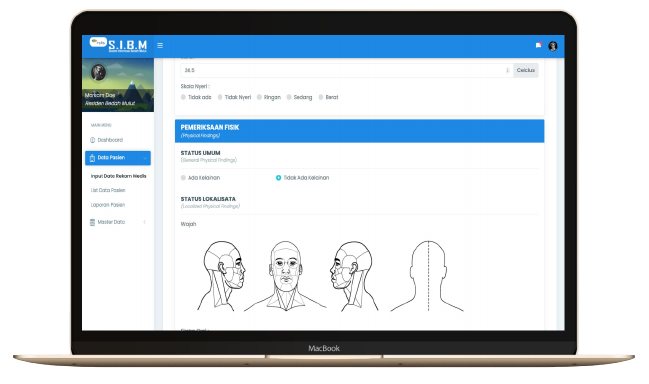 S.I.B.M
36.5
Celcius
Skala Nyeri :
Tidak ada
Tidak Nyeri
Ringan
Sedang
Berat
Residen Bedah Mulut
MAIN MENU
Dashboard
Data Pasien
Input Data Rekam Medis
List Data Pasien
Laporan Pasien
Master Data
PEMERIKSAAN FISIK
(Physical Findings)
STATUS UMUM
(General Physical Findings)
Ada Kelainan
Tidak Ada Kelainan
STATUS LOKALISATA
(Localized Physical Findings)
Wajah
MacBook